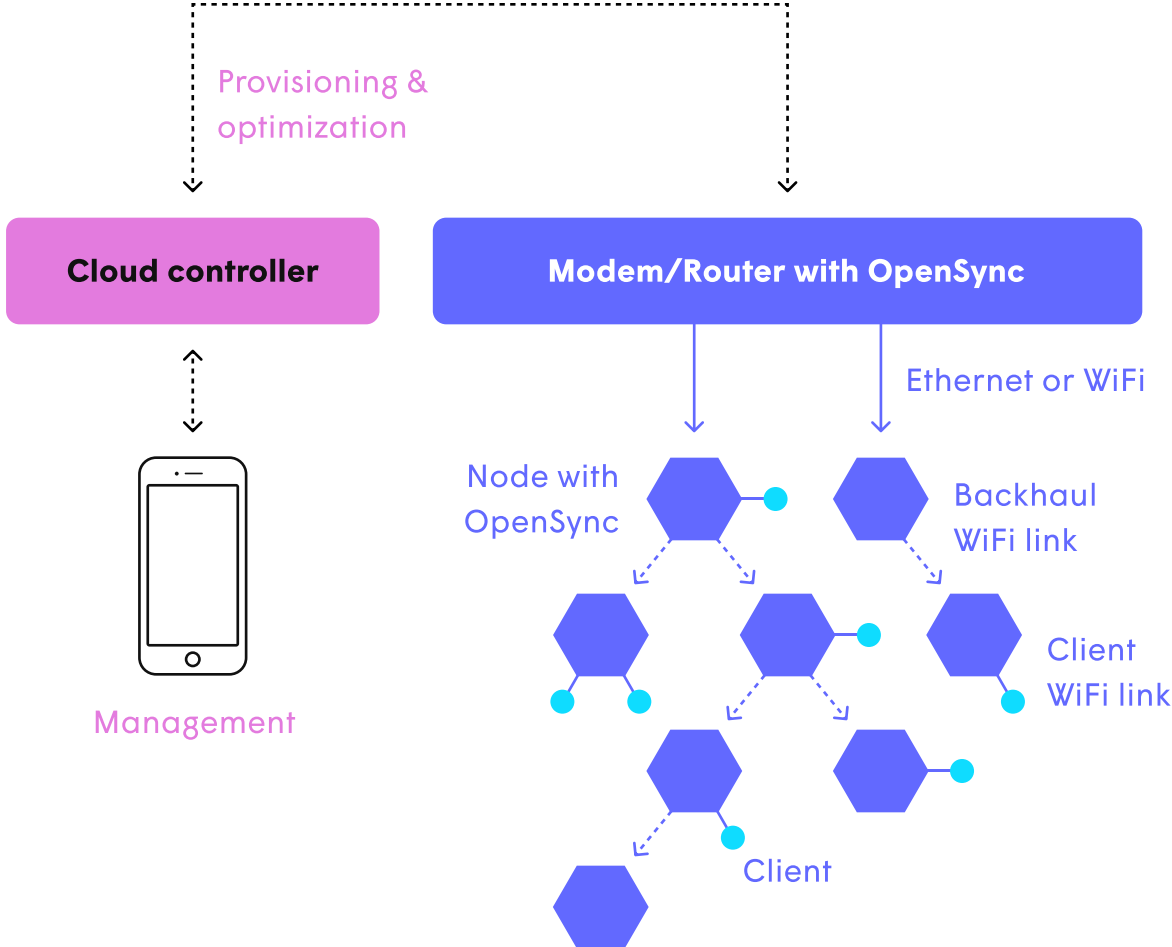 Provisioning &
optimization
Cloud controller
Modem/Router with OpenSync
Ethernet or WiFi
Node with
OpenSync
Backhaul
WiFi link
Client
WiFi link
Management
Client